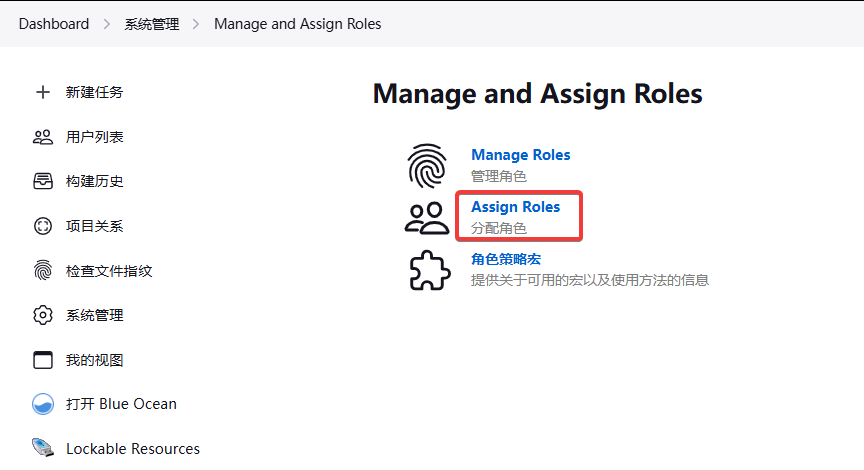 Dashboard > 系统管理 > Manage and Assign Roles
新建任务
用户列表
构建历史
项目关系
检查文件指纹
系统管理
我的视图
打开 Blue Ocean
Lockable Resources
Manage and Assign Roles
Manage Roles
管理角色
Assign Roles
分配角色
角色策略宏
提供关于可用的宏以及使用方法的信息